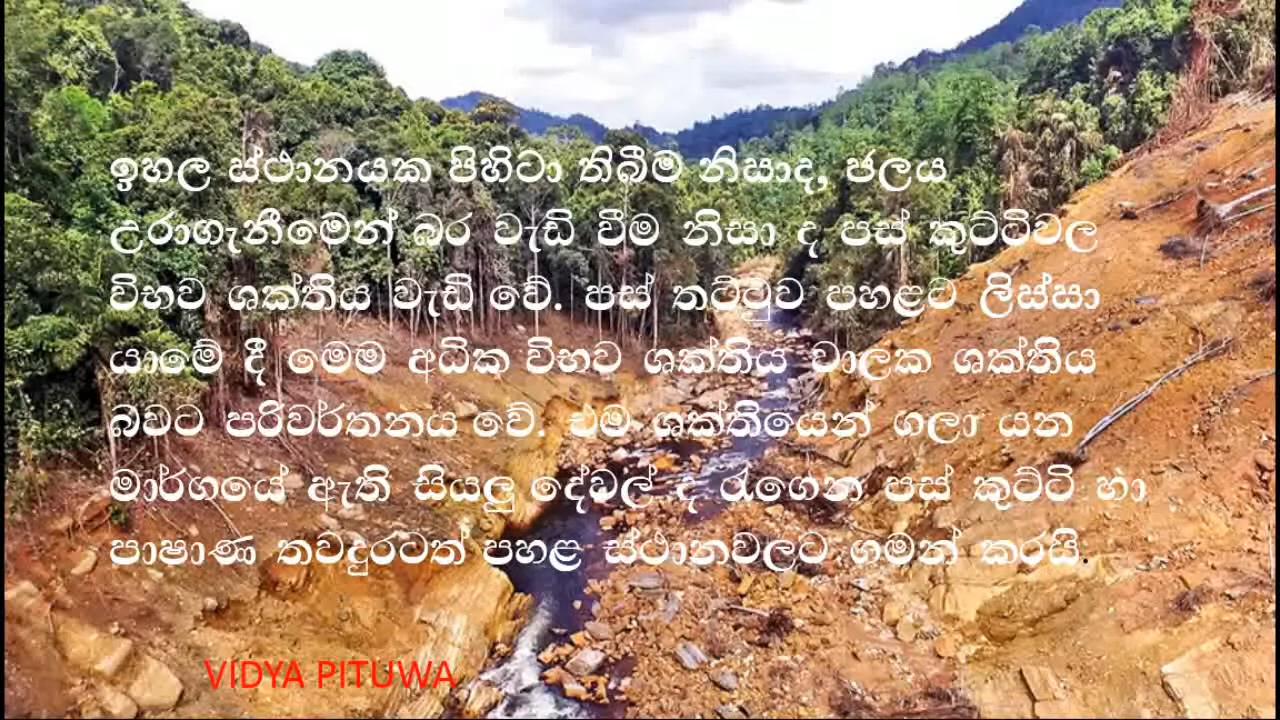 ඉහල ස්ථානයක පිහිටා තිබීම නිසාද, ජලය
උරාගැනීමෙන් බර වැඩි වීම නිසා ද පස් කුට්ටිවල
විභව ශක්තිය වැඩි වේ. පස් තට්ටුව පහළට ලිස්සා
යාමේ දී මෙම අධික විභව ශක්තිය චාලක ශක්තිය
බවට පරිවර්තනය වේ. එම ශක්තියෙන් ගලා යන
මාර්ගයේ ඇති සියලු දේවල් ද රැගෙන පස් කුට්ටි හා
පාෂාණ තවදුරටත් පහළ ස්ථානවලට ගමන් කරයි.
VIDYA PITUWA